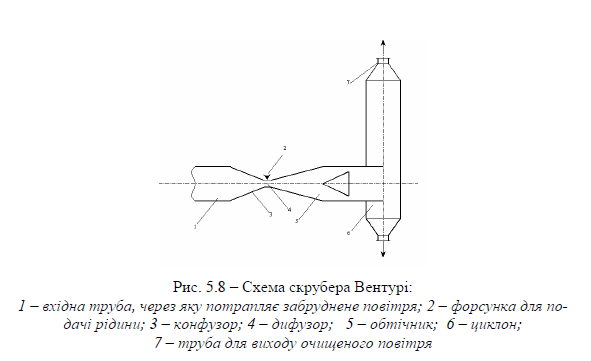 7
2
1
3
4
5
6
Рис. 5.8 – Схема скрубера Вентурі:
1 – вхідна труба, через яку потрапляє забруднене повітря; 2 – форсунка для по-
дачі рідини; 3 – конфузор; 4 – дифузор; 5 – обтічник; 6 – циклон;
7 – труба для виходу очищеного повітря